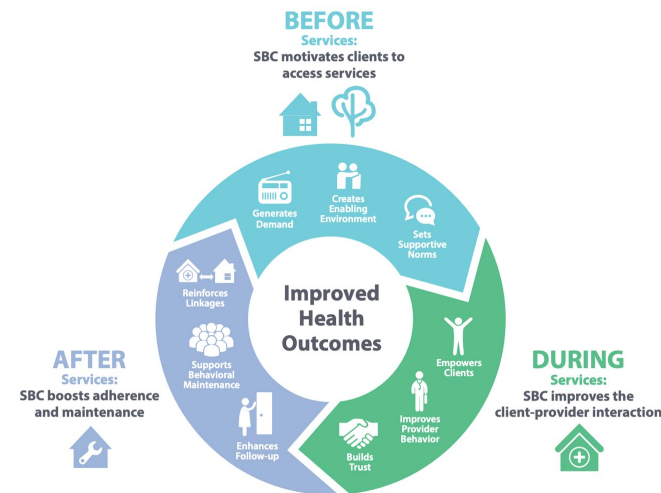 BEFORE
Services:
SBC motivates clients to
access services
Generates
Demand
Creates
Enabling
Environment
Sets
Supportive
Norms
Improved
Health
Outcomes
Empowers
Clients
Improves
Provider
Behavior
Builds
Trust
DURING
Services:
SBC improves the
client-provider interaction
Enhances
Follow-up
Supports
Behavioral
Maintenance
Reinforces
Linkages
AFTER
Services:
SBC boosts adherence
and maintenance